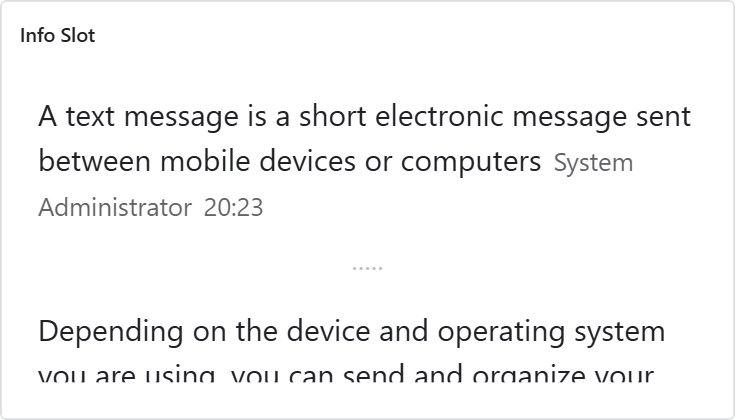 Info Slot
A text message is a short electronic message sent
between mobile devices or computers System
Administrator 20:23
.....
Depending on the device and operating system
you are using, you can send and organize your